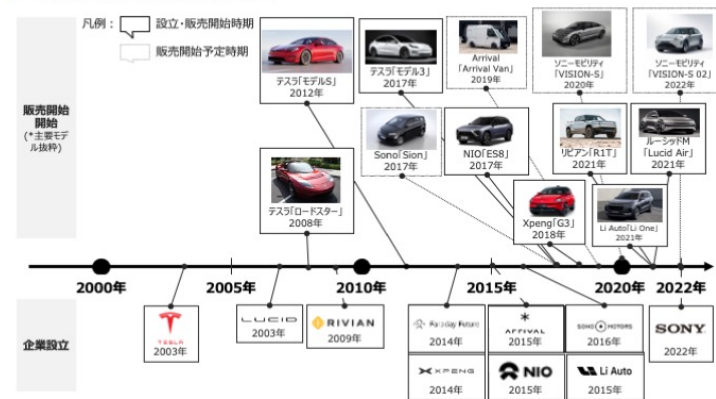 凡例：
設立・販売開始時期
販売開始予定時期
販売開始
開始
(*主要モデ
ル抜粋)
テスラ「モデルS」
2012年
テスラ「モデル3」
2017年
Arrival
「Arrival Van」
2019年
ソニーモビリティ
「VISION-S」
2020年
ソニーモビリティ
「VISION-S 02」
2022年
Sono「Sion」
2017年
NIO「ES8」
2017年
リビアン「R1T」
2021年
ルーシッドM
「Lucid Air」
2021年
テスラ「ロードスター」
2008年
Xpeng「G3」
2018年
Li Auto「Li One」
2021年
2000年
2005年
2010年
2015年
2020年
2022年
企業設立
TESLA
2003年
LUCID
2003年
RIVIAN
2009年
Faraday Future
2014年
ARRIVAL
2015年
SONO MOTORS
2016年
SONY
2022年
XPENG
2014年
NIO
2015年
Li Auto
2015年